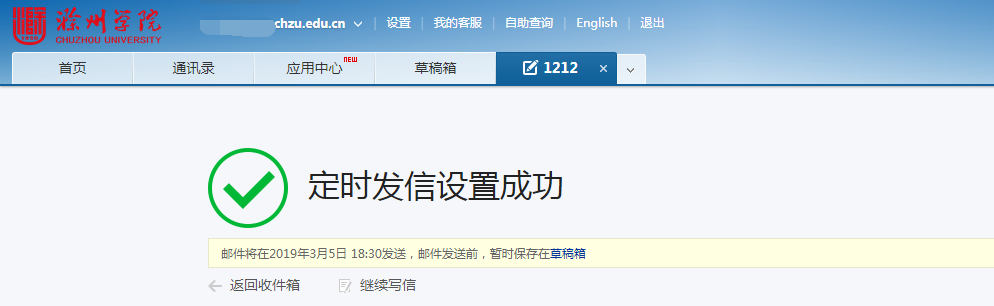 滁州学院 chzu.edu.cn 设置 我的客服 自助查询 English 退出
CHUZHOU UNIVERSITY
首页 通讯录 应用中心 NEW 草稿箱 1212
定时发信设置成功
邮件将在2019年3月5日 18:30发送，邮件发送前，暂时保存在草稿箱
返回收件箱 继续写信